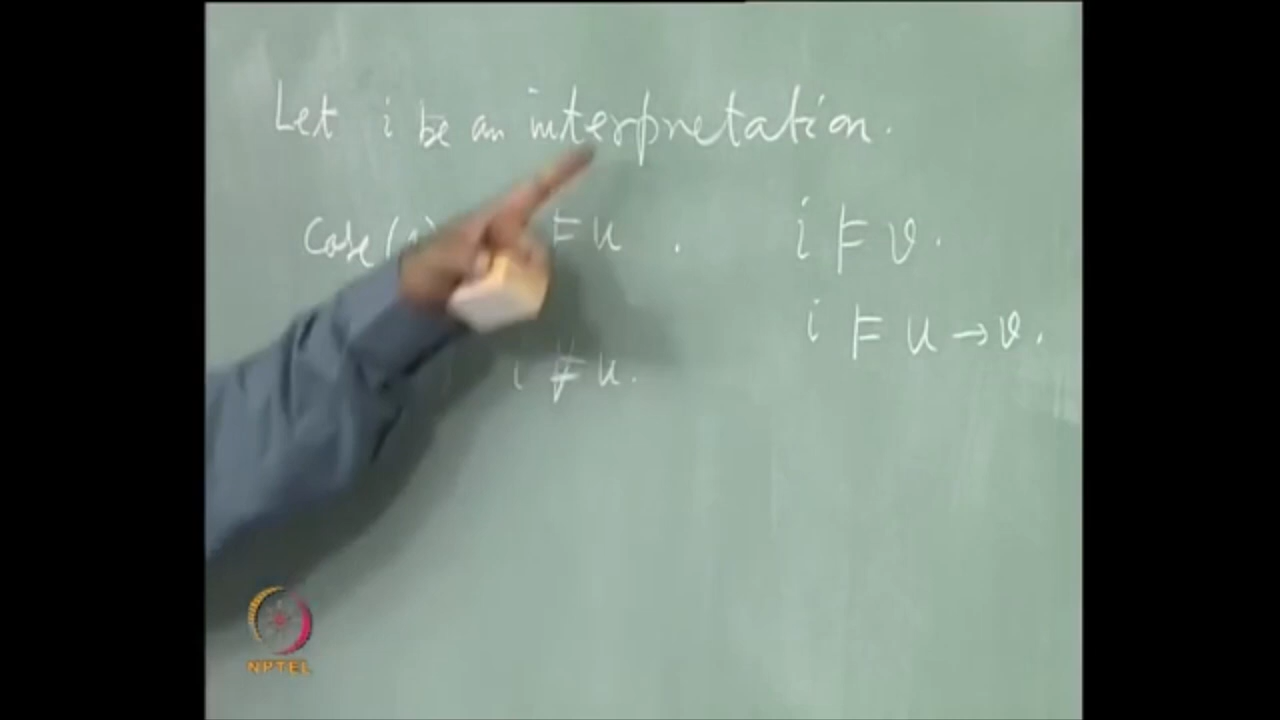 Let i be an interpretation.
Case ( ⊨ u . i ⊨ v.
i ⊨ u → v.
i ⊭ u.
NPTEL